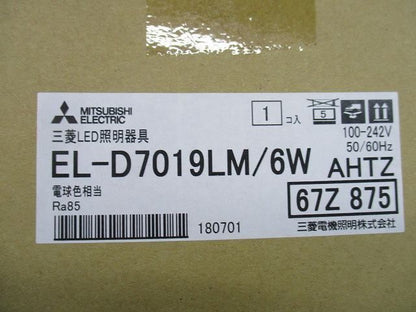 MITSUBISHI
ELECTRIC
1 コ入
5
三菱LED照明器具
100-242V
50/60Hz
EL-D7019LM/6W AHTZ
電球色相当
Ra85
67Z 875
180701
三菱電機照明株式会社